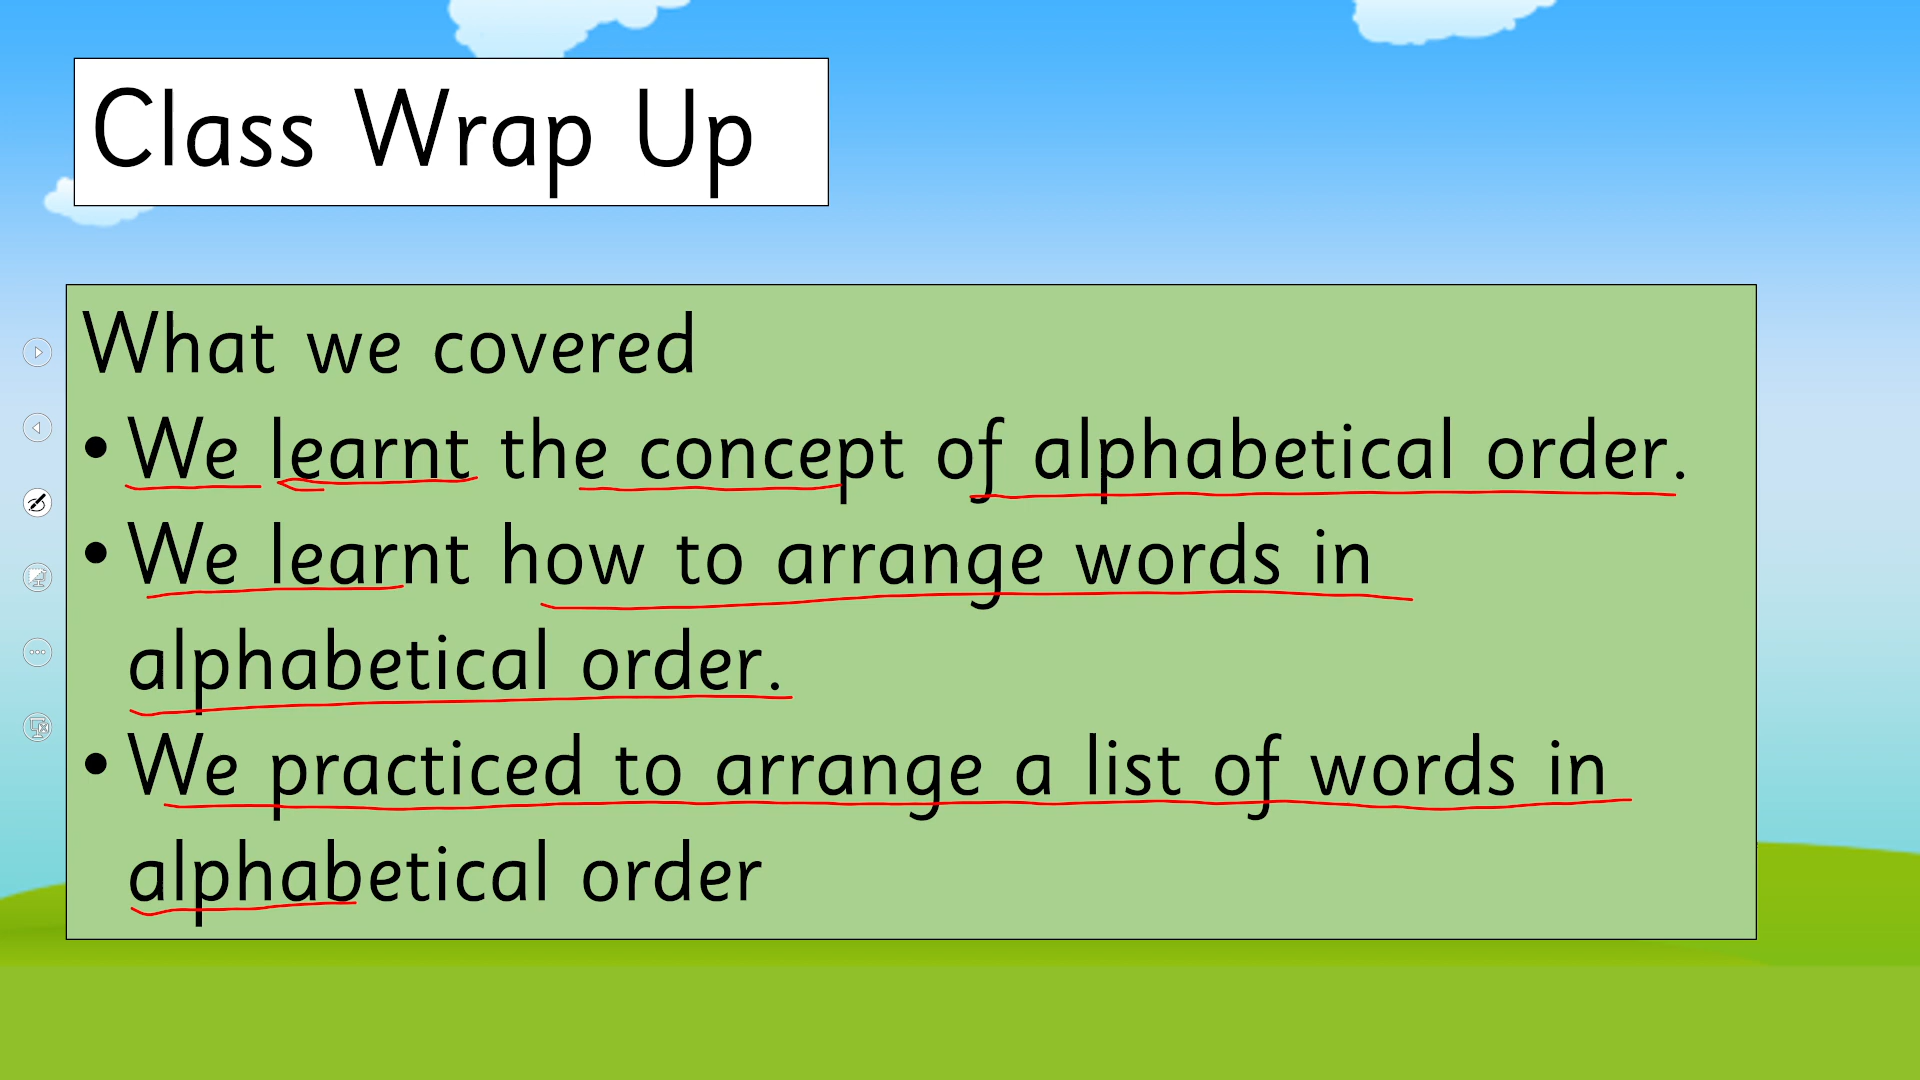 Class Wrap Up
What we covered
• We learnt the concept of alphabetical order.
• We learnt how to arrange words in
alphabetical order.
• We practiced to arrange a list of words in
alphabetical order